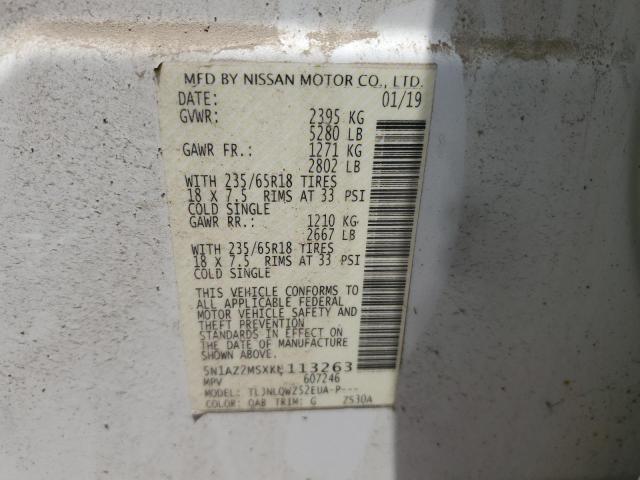 MFD BY NISSAN MOTOR CO., LTD.
DATE: 01/19
GVWR: 2395 KG
5280 LB
GAWR FR.: 1271 KG
2802 LB
WITH 235/65R18 TIRES
18 X 7.5 RIMS AT 33 PSI
COLD SINGLE
GAWR RR.: 1210 KG
2667 LB
WITH 235/65R18 TIRES
18 X 7.5 RIMS AT 33 PSI
COLD SINGLE
THIS VEHICLE CONFORMS TO
ALL APPLICABLE FEDERAL
MOTOR VEHICLE SAFETY AND
THEFT PREVENTION
STANDARDS IN EFFECT ON
THE DATE OF MANUFACTURE
SHOWN ABOVE.
5N1AZ2MSXKN113263
MPV 607246
MODEL: TLJNLQWZ52EUA-P---
COLOR: QAB TRIM: G Z530A